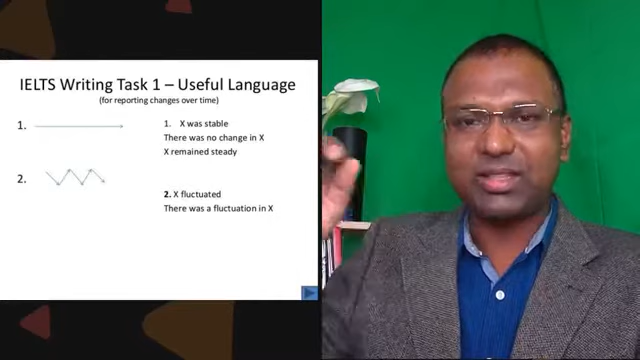 IELTS Writing Task 1 – Useful Language
(for reporting changes over time)
1.
1. X was stable
There was no change in X
X remained steady
2.
2. X fluctuated
There was a fluctuation in X